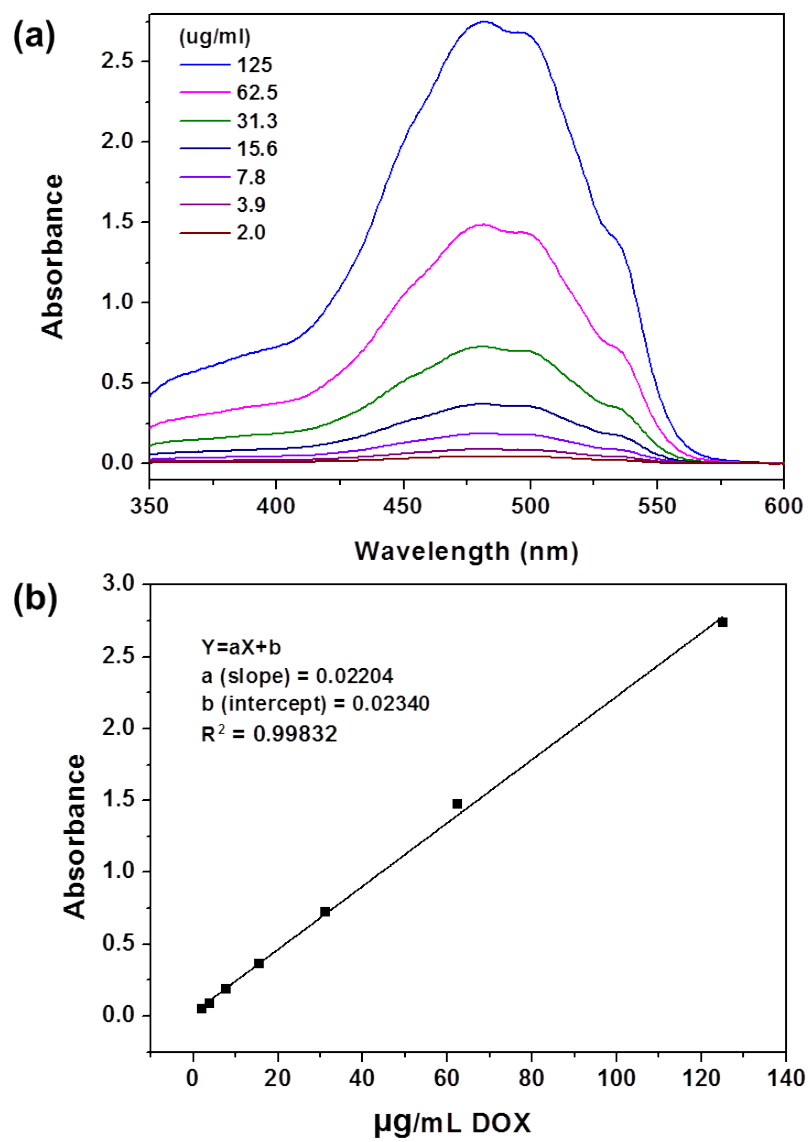 (a)
(ug/ml)
125
62.5
31.3
15.6
7.8
3.9
2.0
2.5
2.0
1.5
1.0
0.5
0.0
Absorbance
350 400 450 500 550 600
Wavelength (nm)
(b)
Y=aX+b
a (slope) = 0.02204
b (intercept) = 0.02340
R² = 0.99832
3.0
2.5
2.0
1.5
1.0
0.5
0.0
Absorbance
0 20 40 60 80 100 120 140
μg/mL DOX